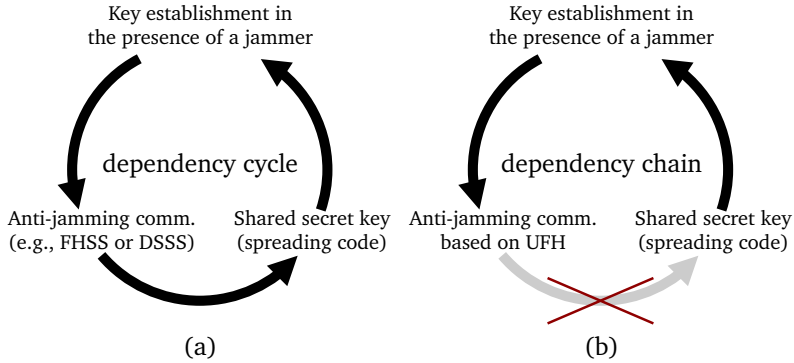 Key establishment in
the presence of a jammer
dependency cycle
Anti-jamming comm.
(e.g., FHSS or DSSS)
Shared secret key
(spreading code)
(a)
Key establishment in
the presence of a jammer
dependency chain
Anti-jamming comm.
based on UFH
Shared secret key
(spreading code)
(b)